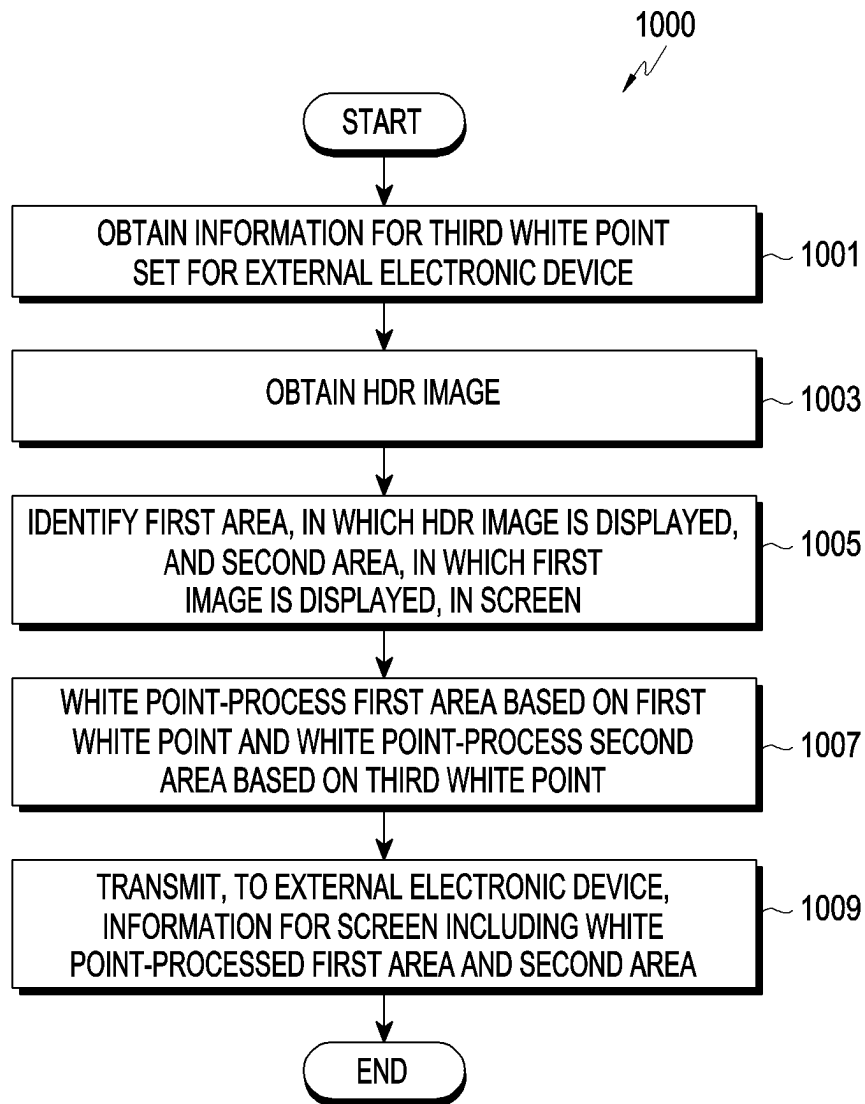 1000
START
OBTAIN INFORMATION FOR THIRD WHITE POINT
SET FOR EXTERNAL ELECTRONIC DEVICE
1001
OBTAIN HDR IMAGE
1003
IDENTIFY FIRST AREA, IN WHICH HDR IMAGE IS DISPLAYED,
AND SECOND AREA, IN WHICH FIRST
IMAGE IS DISPLAYED, IN SCREEN
1005
WHITE POINT-PROCESS FIRST AREA BASED ON FIRST
WHITE POINT AND WHITE POINT-PROCESS SECOND
AREA BASED ON THIRD WHITE POINT
1007
TRANSMIT, TO EXTERNAL ELECTRONIC DEVICE,
INFORMATION FOR SCREEN INCLUDING WHITE
POINT-PROCESSED FIRST AREA AND SECOND AREA
1009
END